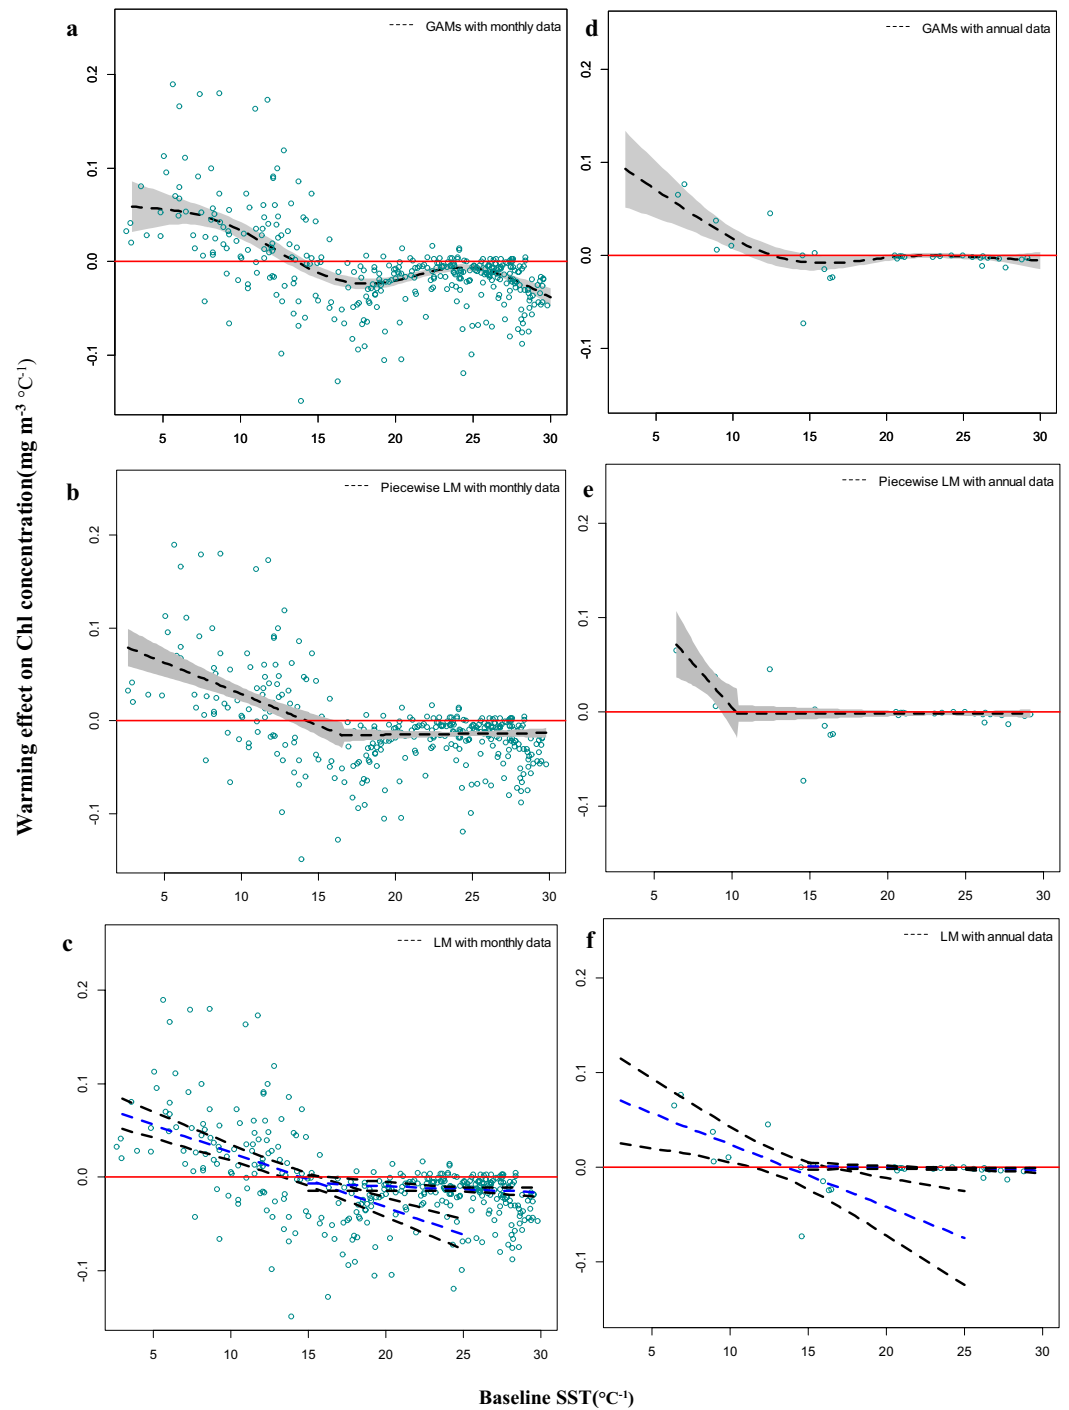 a
GAMs with monthly data
0.2
0.1
0.0
-0.1
5 10 15 20 25 30
d
GAMs with annual data
0.2
0.1
0.0
-0.1
5 10 15 20 25 30
b
Piecewise LM with monthly data
0.2
0.1
0.0
-0.1
5 10 15 20 25 30
e
Piecewise LM with annual data
0.2
0.1
0.0
-0.1
5 10 15 20 25 30
c
LM with monthly data
0.2
0.1
0.0
-0.1
5 10 15 20 25 30
f
LM with annual data
0.2
0.1
0.0
-0.1
5 10 15 20 25 30
Warming effect on Chl concentration(mg m⁻³ °C⁻¹)
Baseline SST(°C⁻¹)